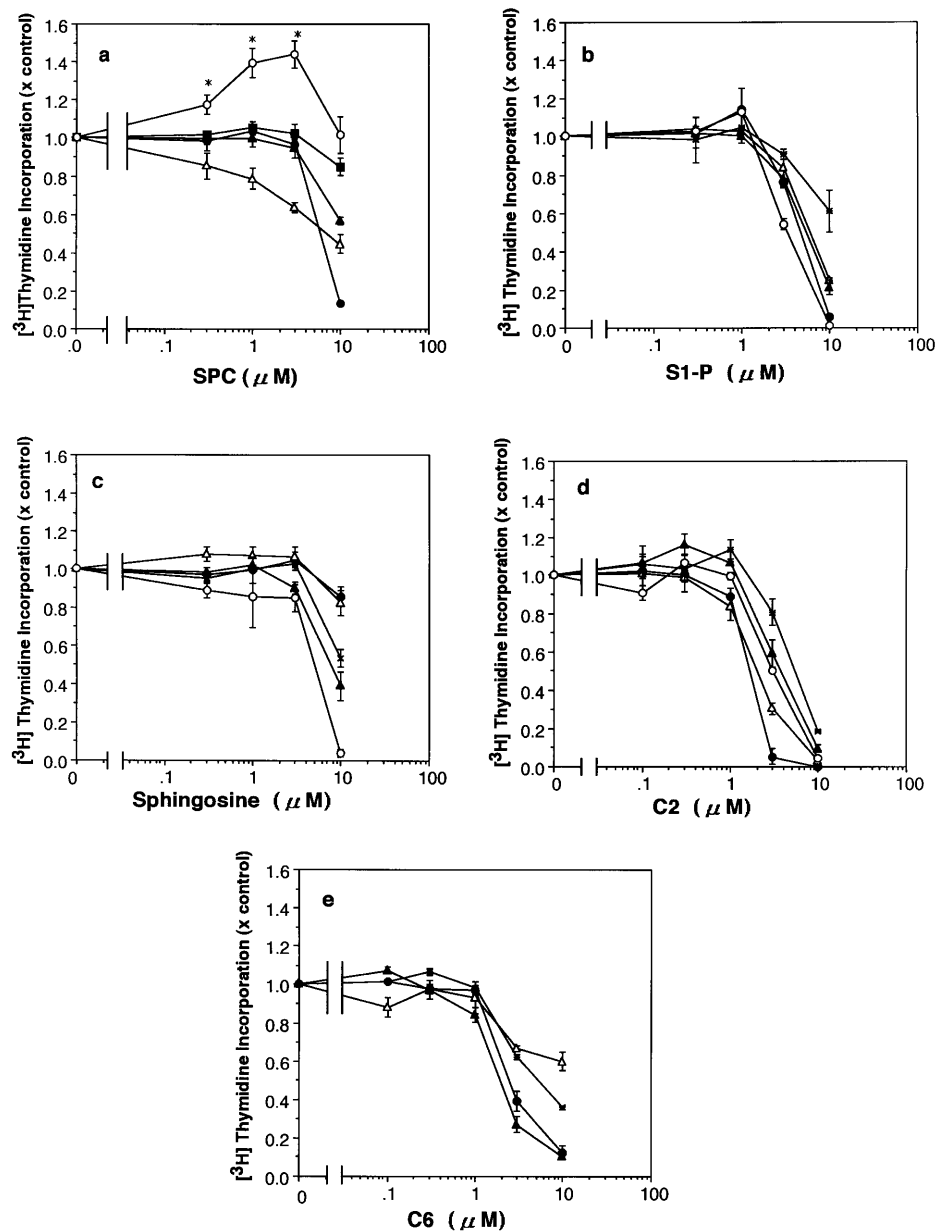 a
[³H]Thymidine Incorporation (x control)
1.6
1.4
1.2
1.0
0.8
0.6
0.4
0.2
0.0
* * *
.0 .1 1 10 100
SPC (μM)
b
[³H] Thymidine Incorporation (x control)
1.6
1.4
1.2
1.0
0.8
0.6
0.4
0.2
0.0
0 .1 1 10 100
S1-P (μM)
c
[³H] Thymidine Incorporation (x control)
1.6
1.4
1.2
1.0
0.8
0.6
0.4
0.2
0.0
0 .1 1 10 100
Sphingosine (μM)
d
[³H] Thymidine Incorporation (x control)
1.6
1.4
1.2
1.0
0.8
0.6
0.4
0.2
0.0
0 .1 1 10 100
C2 (μM)
e
[³H] Thymidine Incorporation (x control)
1.6
1.4
1.2
1.0
0.8
0.6
0.4
0.2
0.0
0 .1 1 10 100
C6 (μM)